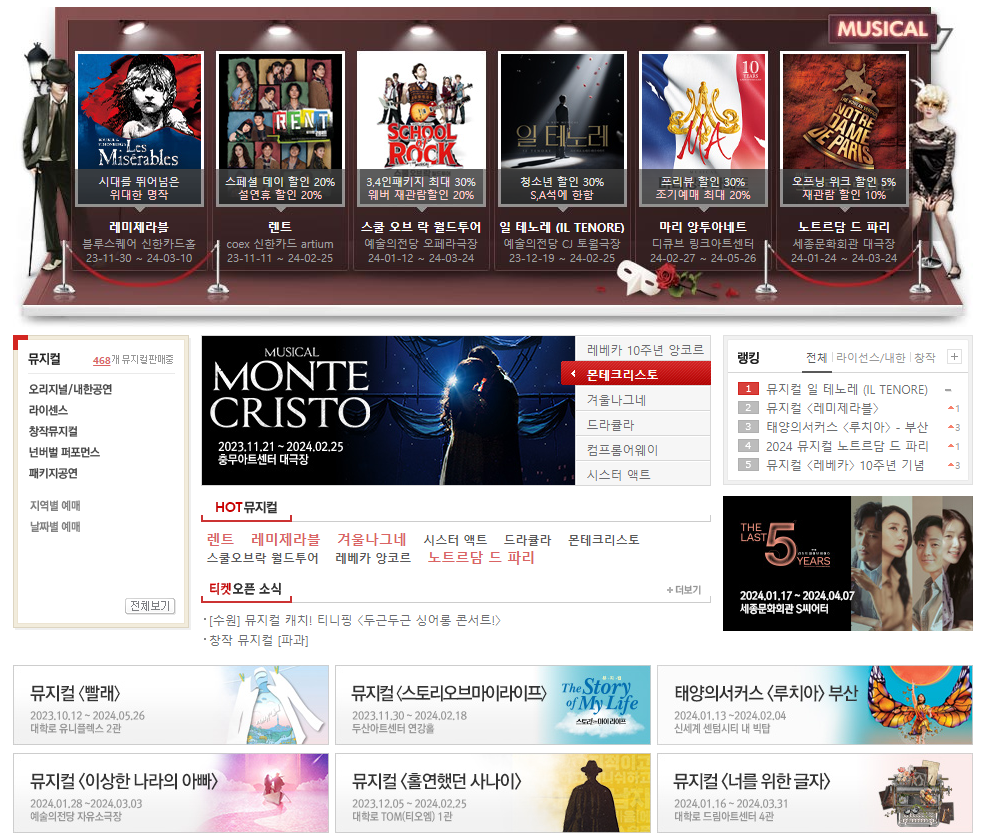 MUSICAL
Les Misérables
시대를 뛰어넘은
위대한 명작
레미제라블
블루스퀘어 신한카드홀
23-11-30 ~ 24-03-10
RENT
스페셜 데이 할인 20%
설연휴 할인 20%
렌트
coex 신한카드 artium
23-11-11 ~ 24-02-25
SCHOOL
OF
ROCK
3,4인패키지 최대 30%
웨버 재관람할인 20%
스쿨 오브 락 월드투어
예술의전당 오페라극장
24-01-12 ~ 24-03-24
일 테노레
청소년 할인 30%
S,A석에 한함
일 테노레 (IL TENORE)
예술의전당 CJ 토월극장
23-12-19 ~ 24-02-25
10
YEARS
MA
프리뷰 할인 30%
조기예매 최대 20%
마리 앙투아네트
디큐브 링크아트센터
24-02-27 ~ 24-05-26
NOTRE
DAME
DE PARIS
오프닝 위크 할인 5%
재관람 할인 10%
노트르담 드 파리
세종문화회관 대극장
24-01-24 ~ 24-03-24
뮤지컬
468개 뮤지컬판매중
오리지널/내한공연
라이센스
창작뮤지컬
넌버벌 퍼포먼스
패키지공연
지역별 예매
날짜별 예매
전체보기
MUSICAL
MONTE
CRISTO
2023.11.21 ~ 2024.02.25
충무아트센터 대극장
레베카 10주년 앙코르
몬테크리스토
겨울나그네
드라큘라
컴프롬어웨이
시스터 액트
HOT뮤지컬
렌트 레미제라블 겨울나그네 시스터 액트 드라큘라 몬테크리스토
스쿨오브락 월드투어 레베카 앙코르 노트르담 드 파리
티켓오픈 소식
+ 더보기
·[수원] 뮤지컬 캐치! 티니핑 〈두근두근 싱어롱 콘서트!〉
·창작 뮤지컬 [파과]
랭킹
전체 | 라이선스/내한 | 창작 +
1 뮤지컬 일 테노레 (IL TENORE) -
2 뮤지컬 〈레미제라블〉 1
3 태양의서커스 〈루치아〉 - 부산 3
4 2024 뮤지컬 노트르담 드 파리 1
5 뮤지컬 〈레베카〉 10주년 기념 3
THE
LAST
5
YEARS
2024.01.17 ~ 2024.04.07
세종문화회관 S씨어터
뮤지컬 〈빨래〉
2023.10.12 ~ 2024.05.26
대학로 유니플렉스 2관
뮤지컬 〈스토리오브마이라이프〉
2023.11.30 ~ 2024.02.18
두산아트센터 연강홀
뮤지컬
The Story
of My Life
스토리오브마이라이프
태양의서커스 〈루치아〉 부산
2024.01.13 ~2024.02.04
신세계 센텀시티 내 빅탑
뮤지컬 〈이상한 나라의 아빠〉
2024.01.28 ~2024.03.03
예술의전당 자유소극장
뮤지컬 〈홀연했던 사나이〉
2023.12.05 ~ 2024.02.25
대학로 TOM(티오엠) 1관
뮤지컬 〈너를 위한 글자〉
2024.01.16 ~ 2024.03.31
대학로 드림아트센터 4관